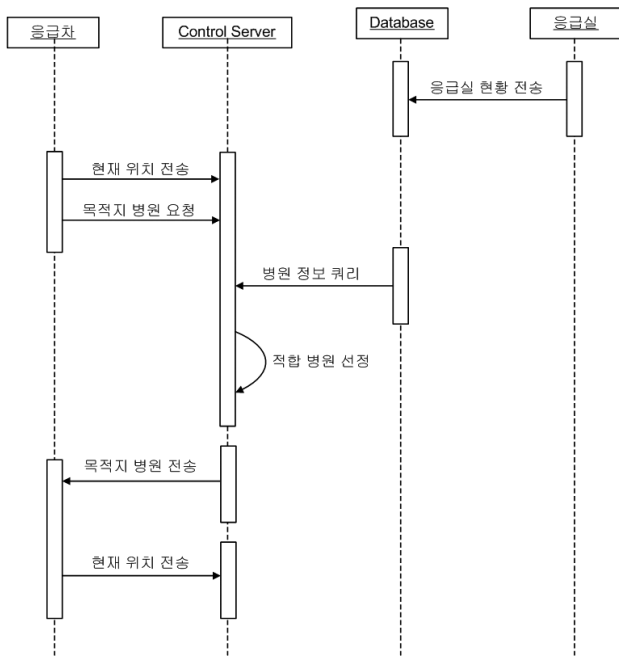 응급차
Control Server
Database
응급실
응급실 현황 전송
현재 위치 전송
목적지 병원 요청
병원 정보 쿼리
적합 병원 선정
목적지 병원 전송
현재 위치 전송